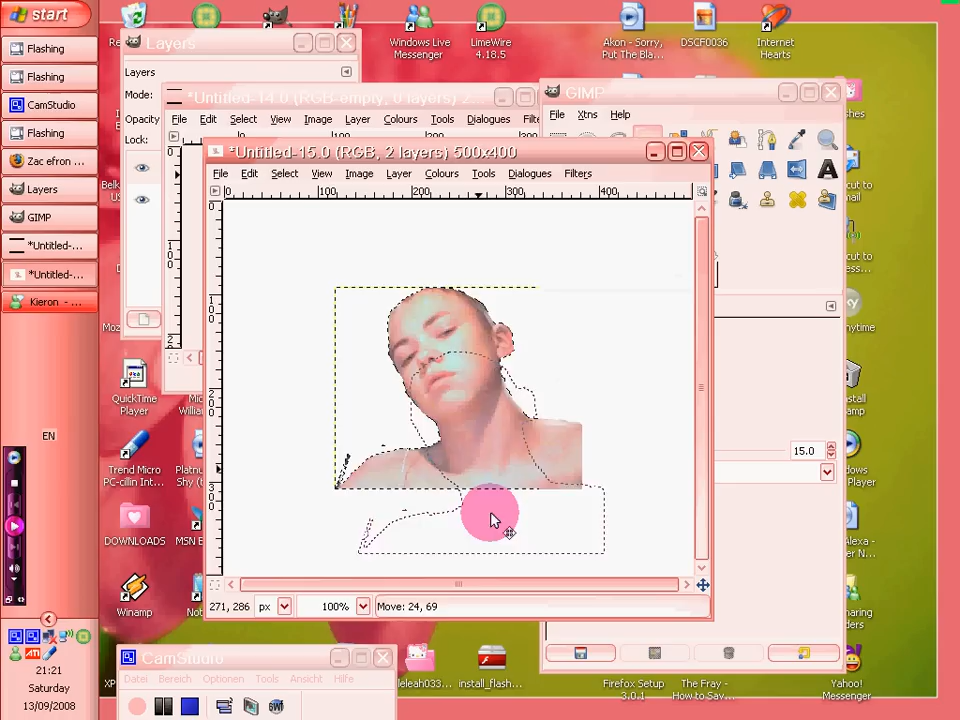 start
Flashing
Flashing
CamStudio
Flashing
Zac efron ...
Layers
GIMP
*Untitled-...
*Untitled-...
Kieron - ...
EN
21:21
Saturday
13/09/2008
Windows Live
Messenger
LimeWire
4.18.5
Akon - Sorry,
Put The Bla...
DSCF0036
Internet
Hearts
Layers
Layers
Mode:
Opacity
Lock:
*Untitled-14.0 (RGB-empty, 0 layers) 2...
File Edit Select View Image Layer Colours Tools Dialogues Filt
GIMP
File Xtns Help
*Untitled-15.0 (RGB, 2 layers) 500x400
File Edit Select View Image Layer Colours Tools Dialogues Filters
0 100 200 300 400
271, 286 px 100% Move: 24, 69
15.0
QuickTime
Player
Trend Micro
PC-cillin Int...
DOWNLOADS
Winamp
CamStudio
Datei Bereich Optionen Tools Ansicht Hilfe
leleah033...
install_flash...
Firefox Setup
3.0.1
The Fray -
How to Sav...
Yahoo!
Messenger